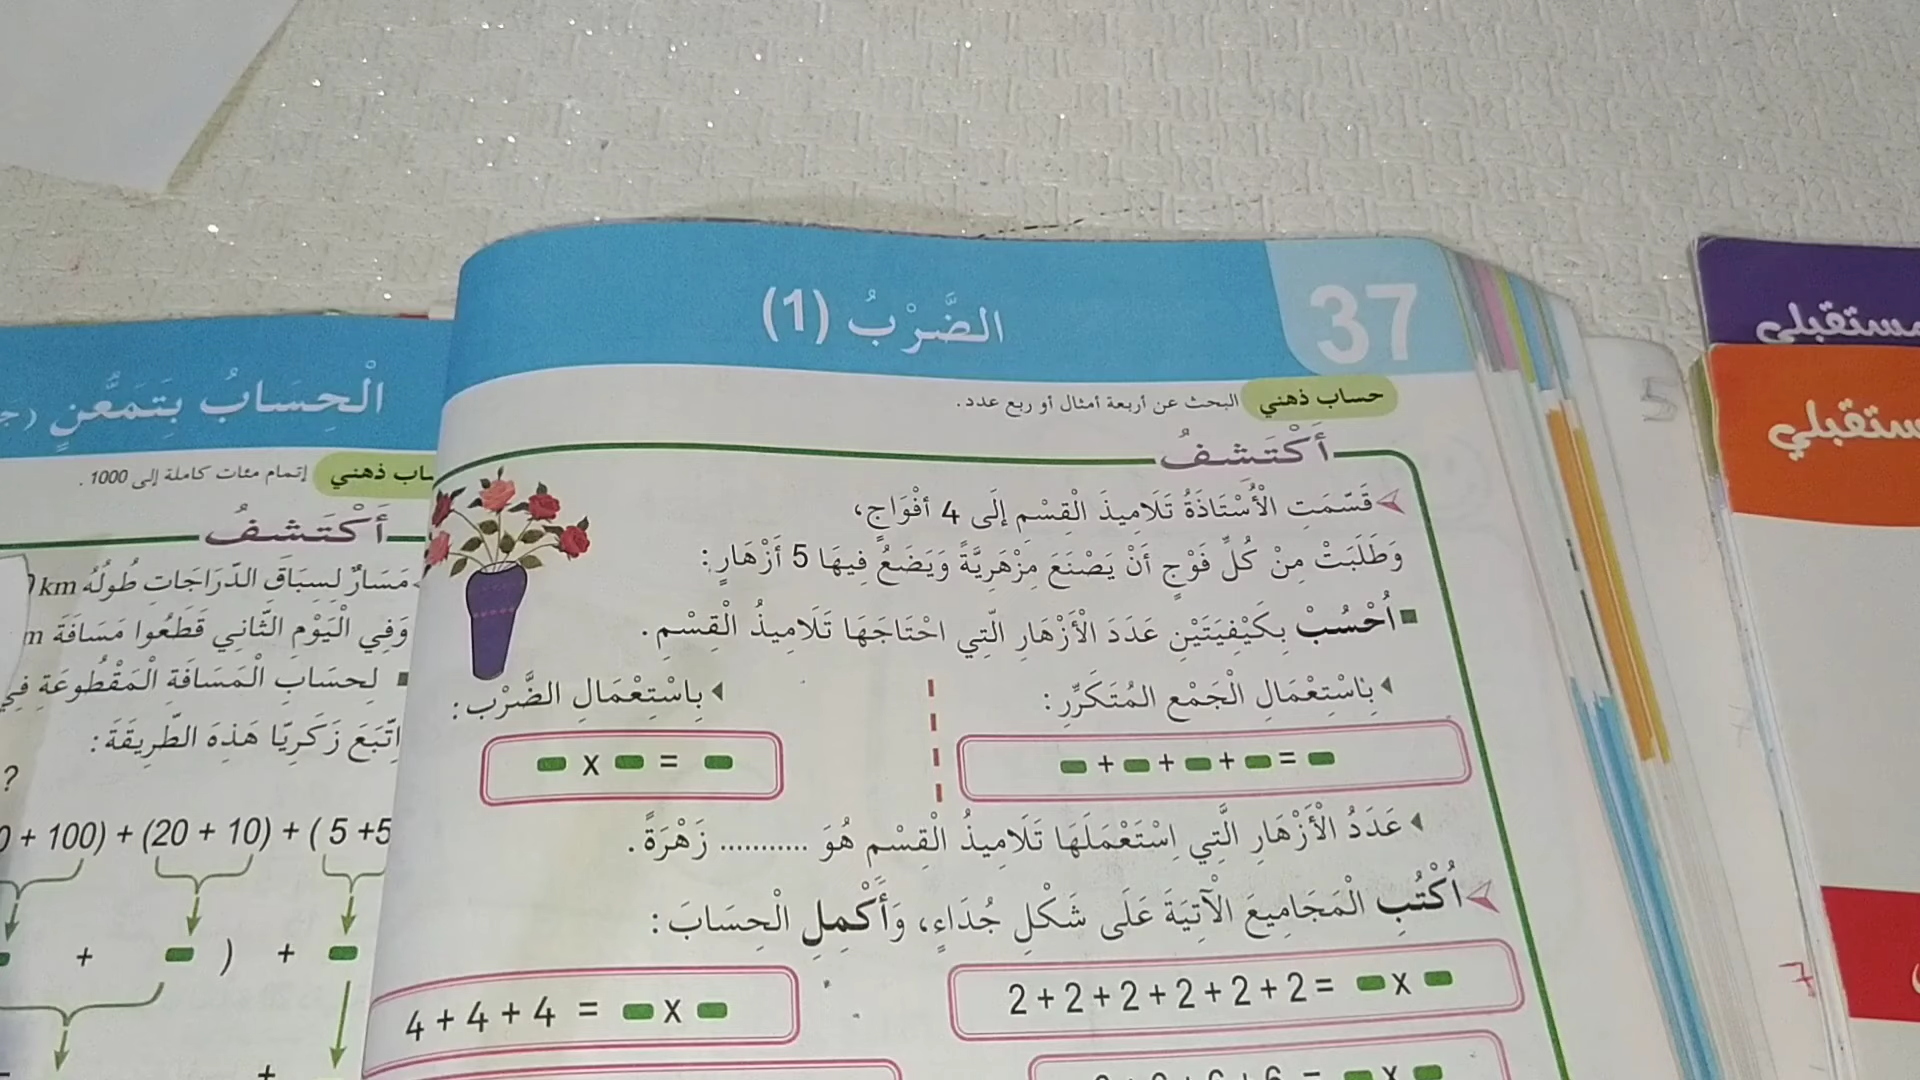 الضَّرْبُ (1)
37
حساب ذهني البحث عن أربعة أمثال أو ربع عدد.
أَكْتَشِفُ
قَسَّمَتِ الْأُسْتَاذَةُ تَلَامِيذَ الْقِسْمِ إِلَى 4 أَفْوَاجٍ،
وَطَلَبَتْ مِنْ كُلِّ فَوْجٍ أَنْ يَصْنَعَ مِزْهَرِيَّةً وَيَضَعُ فِيهَا 5 أَزْهَارٍ:
اُحْسُبْ بِكَيْفِيَتَيْنِ عَدَدَ الْأَزْهَارِ الَّتِي احْتَاجَهَا تَلَامِيذُ الْقِسْمِ.
بِاسْتِعْمَالِ الْجَمْعِ الْمُتَكَرِّرِ:
+ + + =
بِاسْتِعْمَالِ الضَّرْبِ:
x =
عَدَدُ الْأَزْهَارِ الَّتِي اِسْتَعْمَلَهَا تَلَامِيذُ الْقِسْمِ هُوَ ........... زَهْرَةً.
اُكْتُبِ الْمَجَامِيعَ الْآتِيَةَ عَلَى شَكْلِ جُدَاءٍ، وَأَكْمِلِ الْحِسَابَ:
2 + 2 + 2 + 2 + 2 + 2 = x
4 + 4 + 4 = x
الْحِسَابُ بِتَمَعُّنٍ
ذهني إتمام مئات كاملة إلى 1000.
أَكْتَشِفُ
مَسَارٌ لِسِبَاقِ الدَّرَاجَاتِ طُولُهُ km
وَفِي الْيَوْمِ الثَّانِي قَطَعُوا مَسَافَةَ
لِحِسَابِ الْمَسَافَةِ الْمَقْطُوعَةِ فِي
اِتَّبَعَ زَكَرِيَّا هَذِهِ الطَّرِيقَةَ:
?
+ 100) + (20 + 10) + ( 5 +5
+ ) +
+
مستقبلي
5